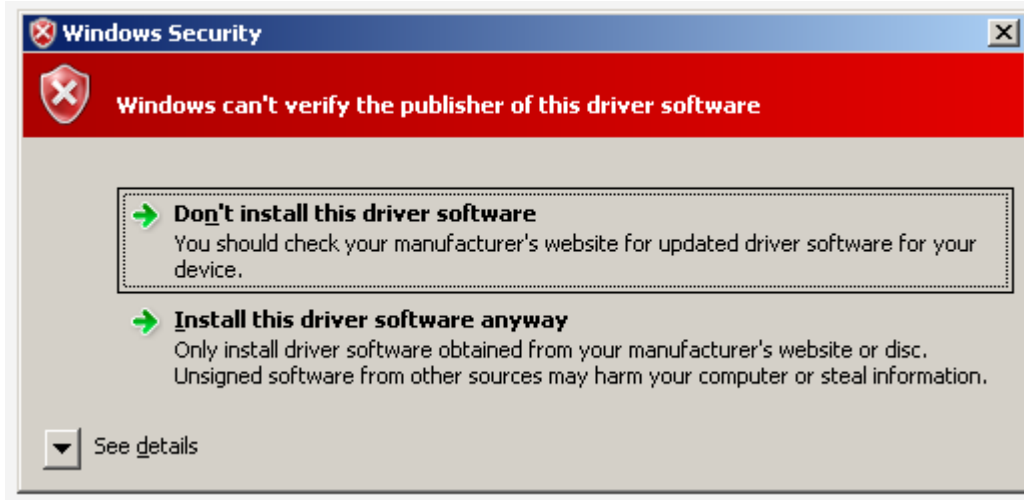 Windows Security
Windows can't verify the publisher of this driver software
Don't install this driver software
You should check your manufacturer's website for updated driver software for your
device.
Install this driver software anyway
Only install driver software obtained from your manufacturer's website or disc.
Unsigned software from other sources may harm your computer or steal information.
See details